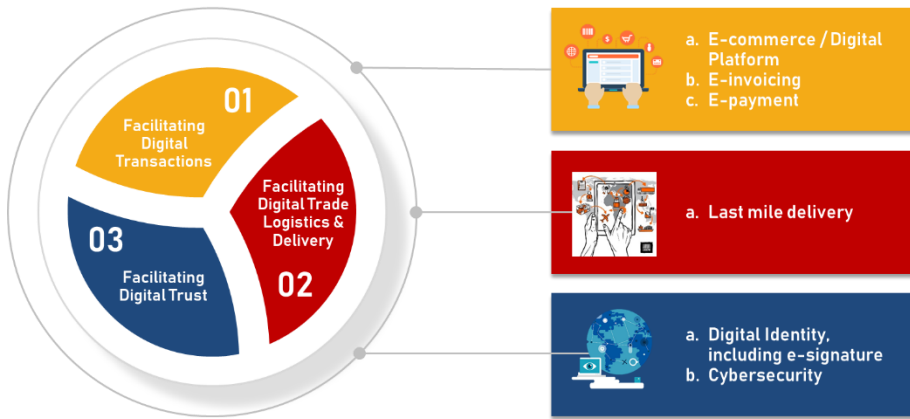 01
Facilitating
Digital
Transactions
Facilitating
Digital Trade
Logistics &
Delivery
02
03
Facilitating
Digital Trust
a. E-commerce / Digital
Platform
b. E-invoicing
c. E-payment
a. Last mile delivery
a. Digital Identity,
including e-signature
b. Cybersecurity